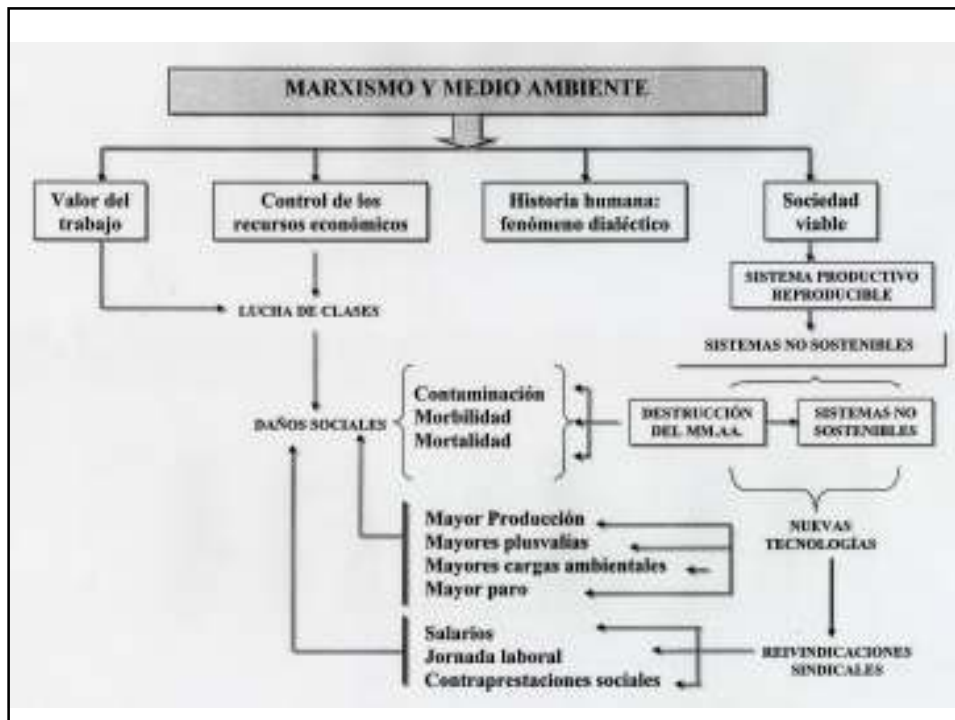 MARXISMO Y MEDIO AMBIENTE
Valor del
trabajo
Control de los
recursos económicos
Historia humana:
fenómeno dialéctico
Sociedad
viable
SISTEMA PRODUCTIVO
REPRODUCIBLE
LUCHA DE CLASES
SISTEMAS NO SOSTENIBLES
DAÑOS SOCIALES
Contaminación
Morbilidad
Mortalidad
DESTRUCCIÓN
DEL MM.AA.
SISTEMAS NO
SOSTENIBLES
Mayor Producción
Mayores plusvalías
Mayores cargas ambientales
Mayor paro
NUEVAS
TECNOLOGÍAS
Salarios
Jornada laboral
Contraprestaciones sociales
REIVINDICACIONES
SINDICALES